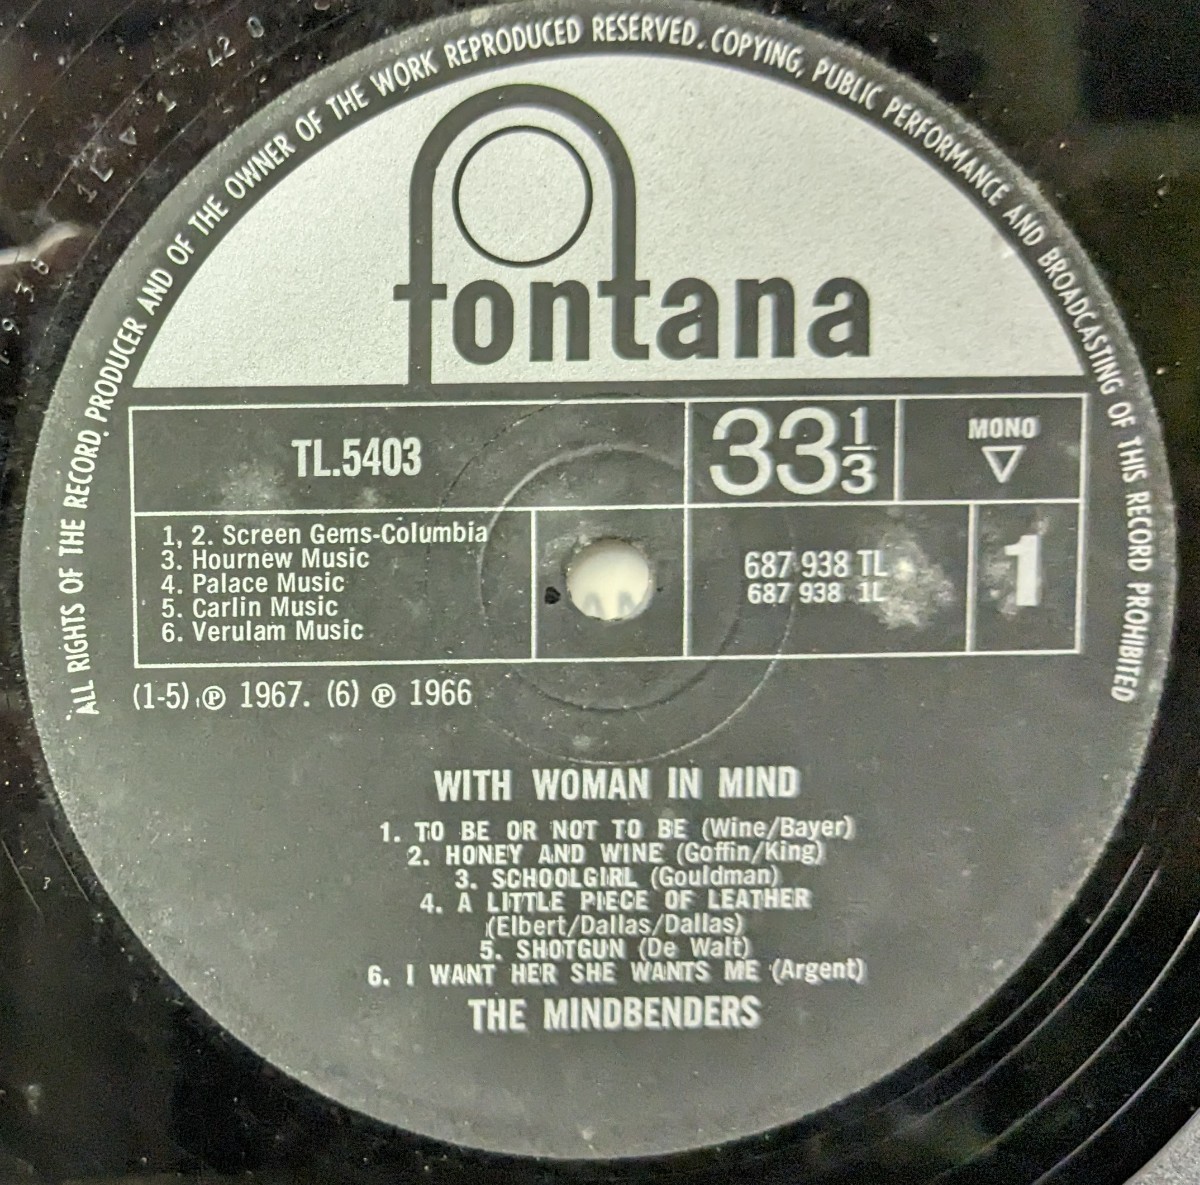 ALL RIGHTS OF THE RECORD PRODUCER AND OF THE OWNER OF THE WORK REPRODUCED RESERVED. COPYING, PUBLIC PERFORMANCE AND BROADCASTING OF THIS RECORD PROHIBITED
fontana
TL.5403
33 1/3
MONO
1, 2. Screen Gems-Columbia
3. Hournew Music
4. Palace Music
5. Carlin Music
6. Verulam Music
687 938 TL
687 938 1L
1
(1-5) ℗ 1967. (6) ℗ 1966
WITH WOMAN IN MIND
1. TO BE OR NOT TO BE (Wine/Bayer)
2. HONEY AND WINE (Goffin/King)
3. SCHOOLGIRL (Gouldman)
4. A LITTLE PIECE OF LEATHER
(Elbert/Dallas/Dallas)
5. SHOTGUN (De Walt)
6. I WANT HER SHE WANTS ME (Argent)
THE MINDBENDERS